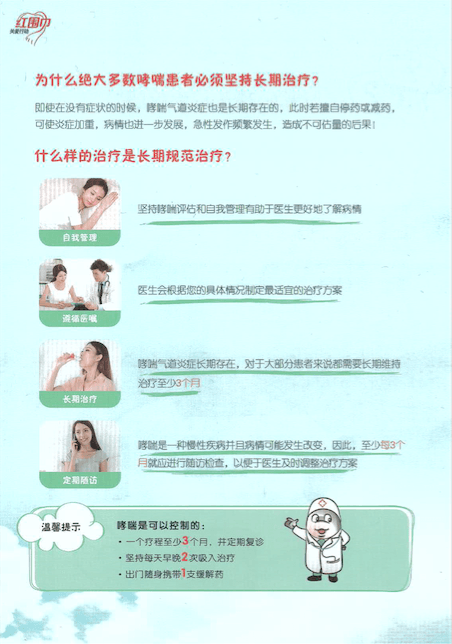 红围巾
关爱行动
为什么绝大多数哮喘患者必须坚持长期治疗？
即使在没有症状的时候，哮喘气道炎症也是长期存在的，此时若擅自停药或减药，
可使炎症加重，病情也进一步发展，急性发作频繁发生，造成不可估量的后果！
什么样的治疗是长期规范治疗？
坚持哮喘评估和自我管理有助于医生更好地了解病情
自我管理
医生会根据您的具体情况制定最适宜的治疗方案
遵循医嘱
哮喘气道炎症长期存在，对于大部分患者来说都需要长期维持
治疗至少3个月
长期治疗
哮喘是一种慢性疾病并且病情可能发生改变，因此，至少每3个
月就应进行随访检查，以便于医生及时调整治疗方案
定期随访
温馨提示
哮喘是可以控制的：
·一个疗程至少3个月，并定期复诊
·坚持每天早晚2次吸入治疗
·出门随身携带1支缓解药